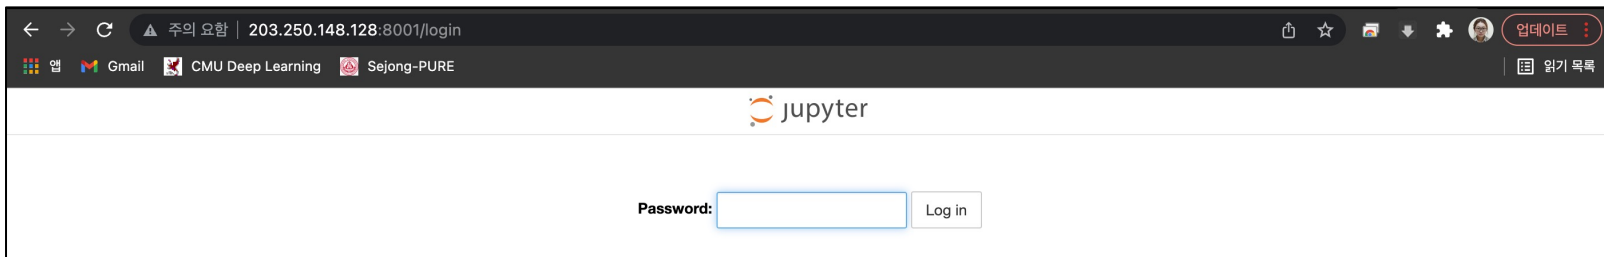 주의 요함 | 203.250.148.128:8001/login 업데이트
앱 Gmail CMU Deep Learning Sejong-PURE 읽기 목록
jupyter
Password: Log in